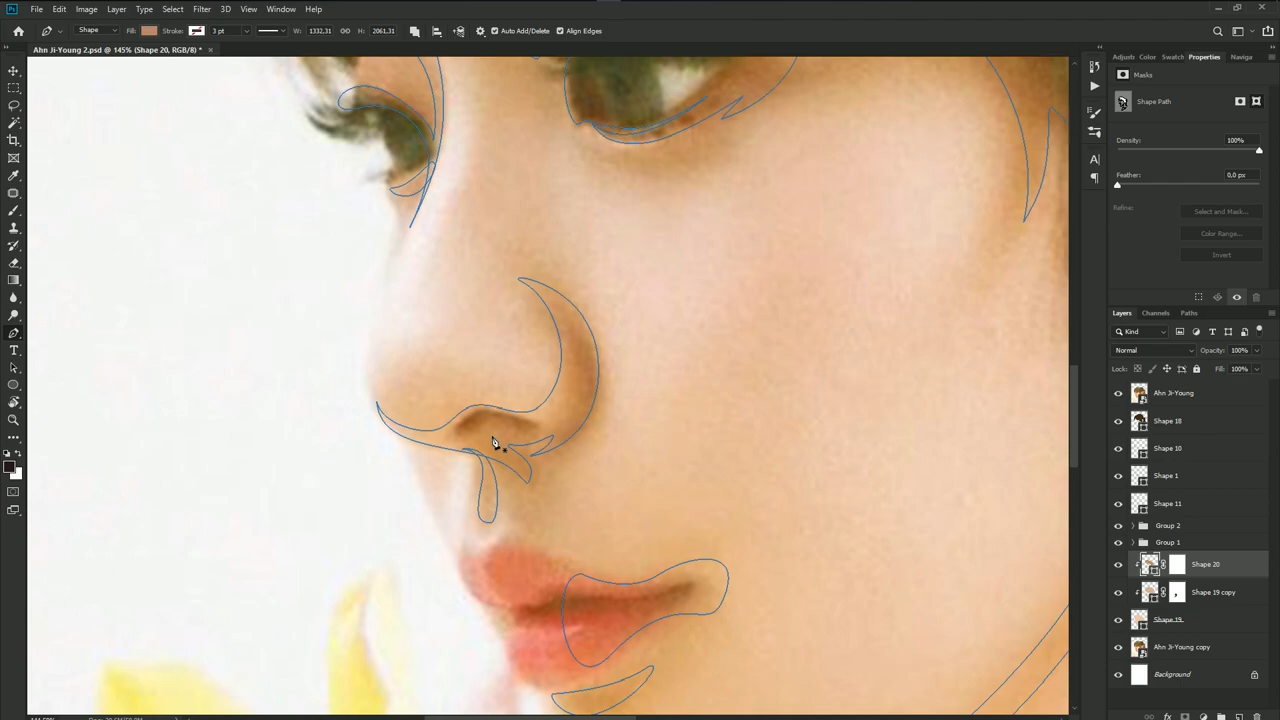 Ps File Edit Image Layer Type Select Filter 3D View Window Help
Shape Fill: Stroke: 3 pt W: 1332,31 H: 2061,31 Auto Add/Delete Align Edges
Ahn Ji-Young 2.psd @ 145% (Shape 20, RGB/8) *
Adjustr Color Swatch Properties Naviga
Masks
Shape Path
Density: 100%
Feather: 0,0 px
Refine: Select and Mask...
Color Range...
Invert
Layers Channels Paths
Kind
Normal Opacity: 100%
Lock: Fill: 100%
Ahn Ji-Young
Shape 18
Shape 10
Shape 1
Shape 11
Group 2
Group 1
Shape 20
Shape 19 copy
Shape 19
Ahn Ji-Young copy
Background